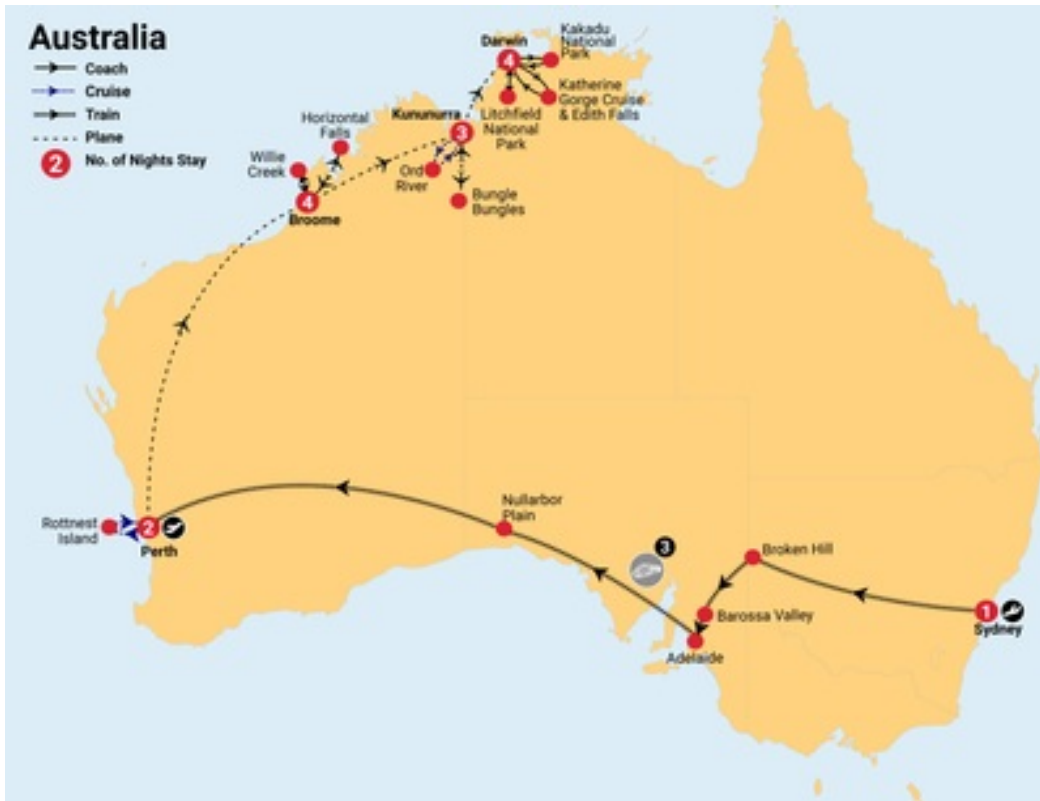 Australia
Coach
Cruise
Train
Plane
2
No. of Nights Stay
Darwin
4
Kakadu
National
Park
Katherine
Gorge Cruise
& Edith Falls
Litchfield
National
Park
Kununurra
3
Horizontal
Falls
Willie
Creek
Ord
River
Bungle
Bungles
4
Broome
Rottnest
Island
2
Perth
Nullarbor
Plain
3
Broken Hill
Barossa Valley
Adelaide
1
Sydney